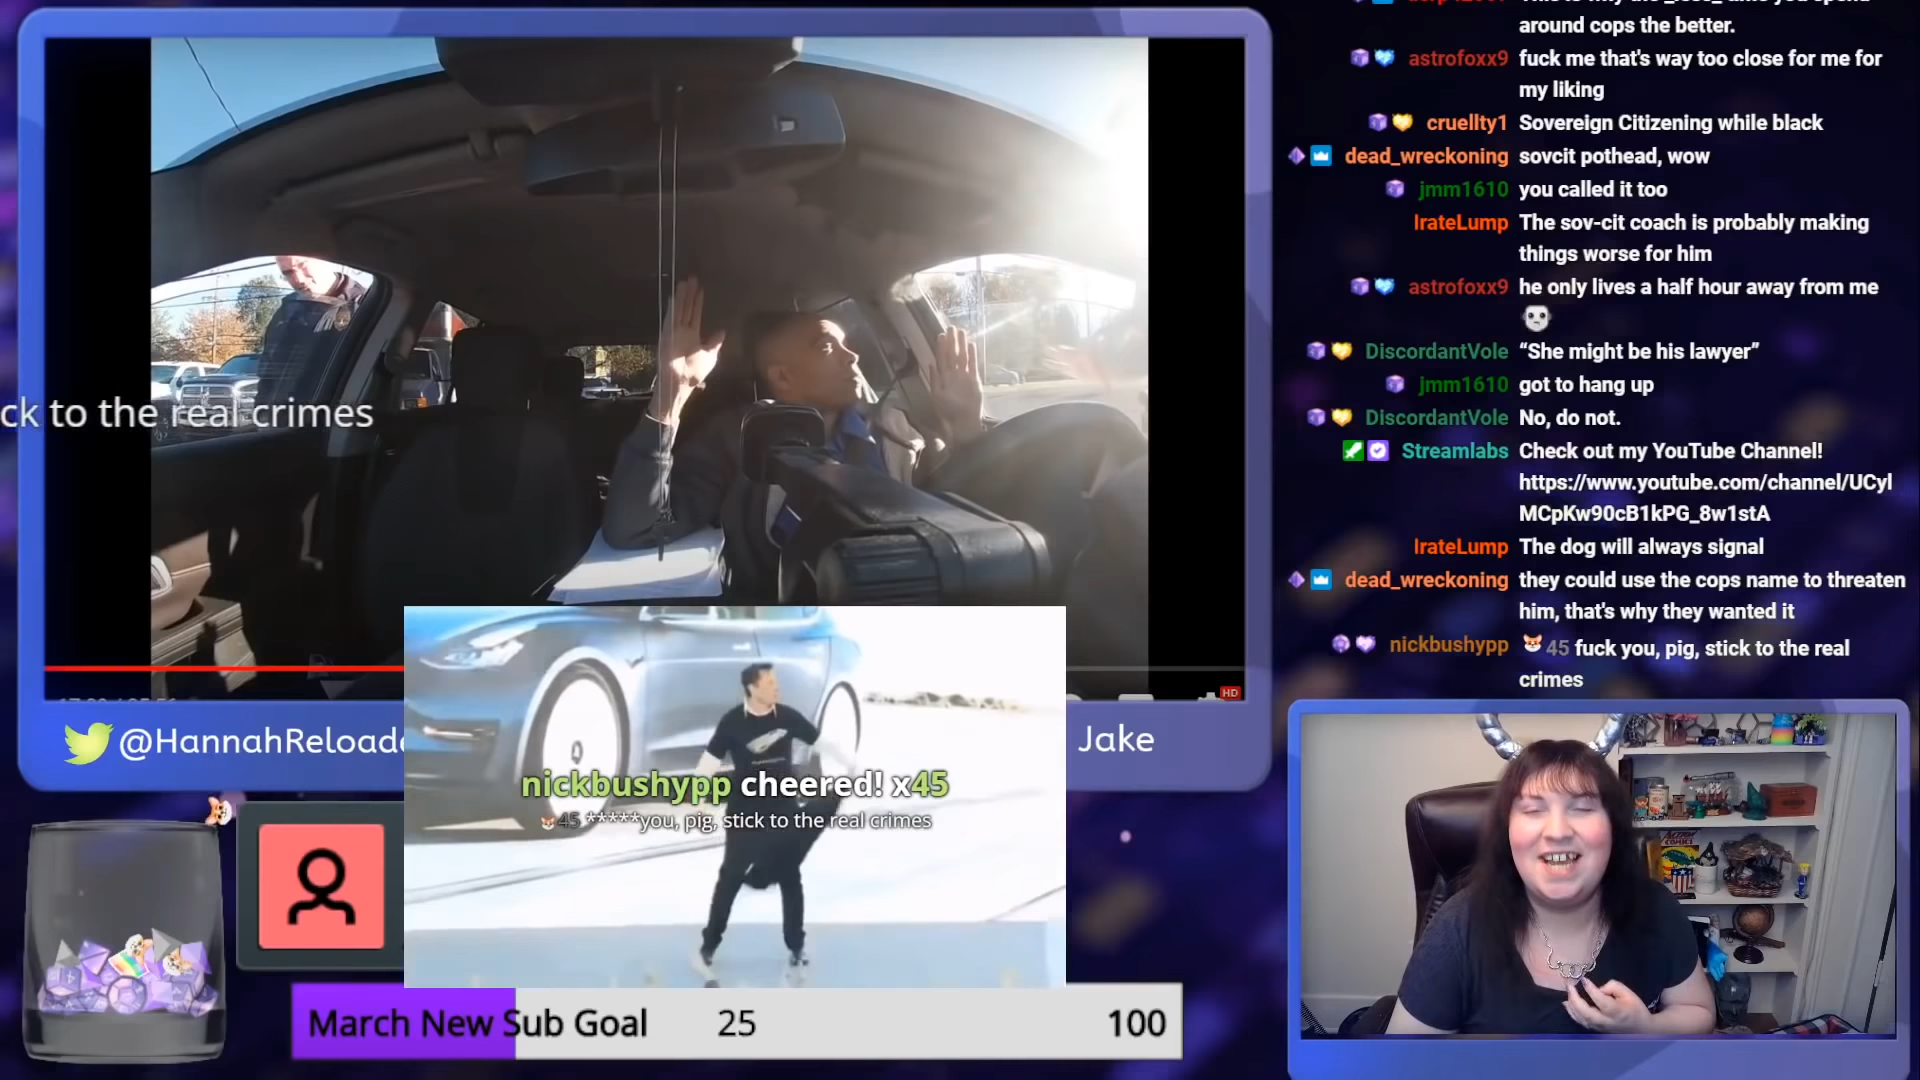 around cops the better.
astrofoxx9 fuck me that's way too close for me for
my liking
cruellty1 Sovereign Citizening while black
dead_wreckoning sovcit pothead, wow
jmm1610 you called it too
IrateLump The sov-cit coach is probably making
things worse for him
astrofoxx9 he only lives a half hour away from me
DiscordantVole “She might be his lawyer”
jmm1610 got to hang up
DiscordantVole No, do not.
Streamlabs Check out my YouTube Channel!
https://www.youtube.com/channel/UCyl
MCpKw90cB1kPG_8w1stA
IrateLump The dog will always signal
dead_wreckoning they could use the cops name to threaten
him, that's why they wanted it
nickbushypp 45 fuck you, pig, stick to the real
crimes
ck to the real crimes
HD
@HannahReloade
Jake
nickbushypp cheered! x45
45 *****you, pig, stick to the real crimes
March New Sub Goal 25 100